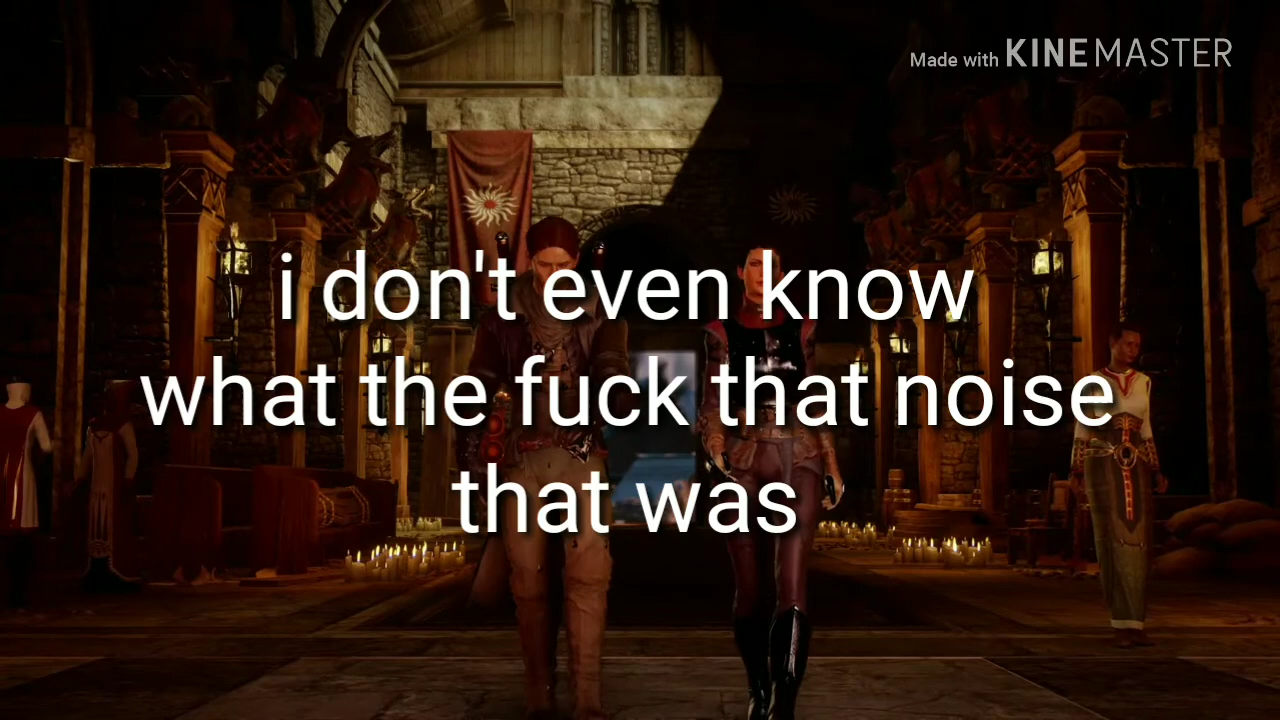 Made with KINEMASTER
i don't even know
what the fuck that noise
that was